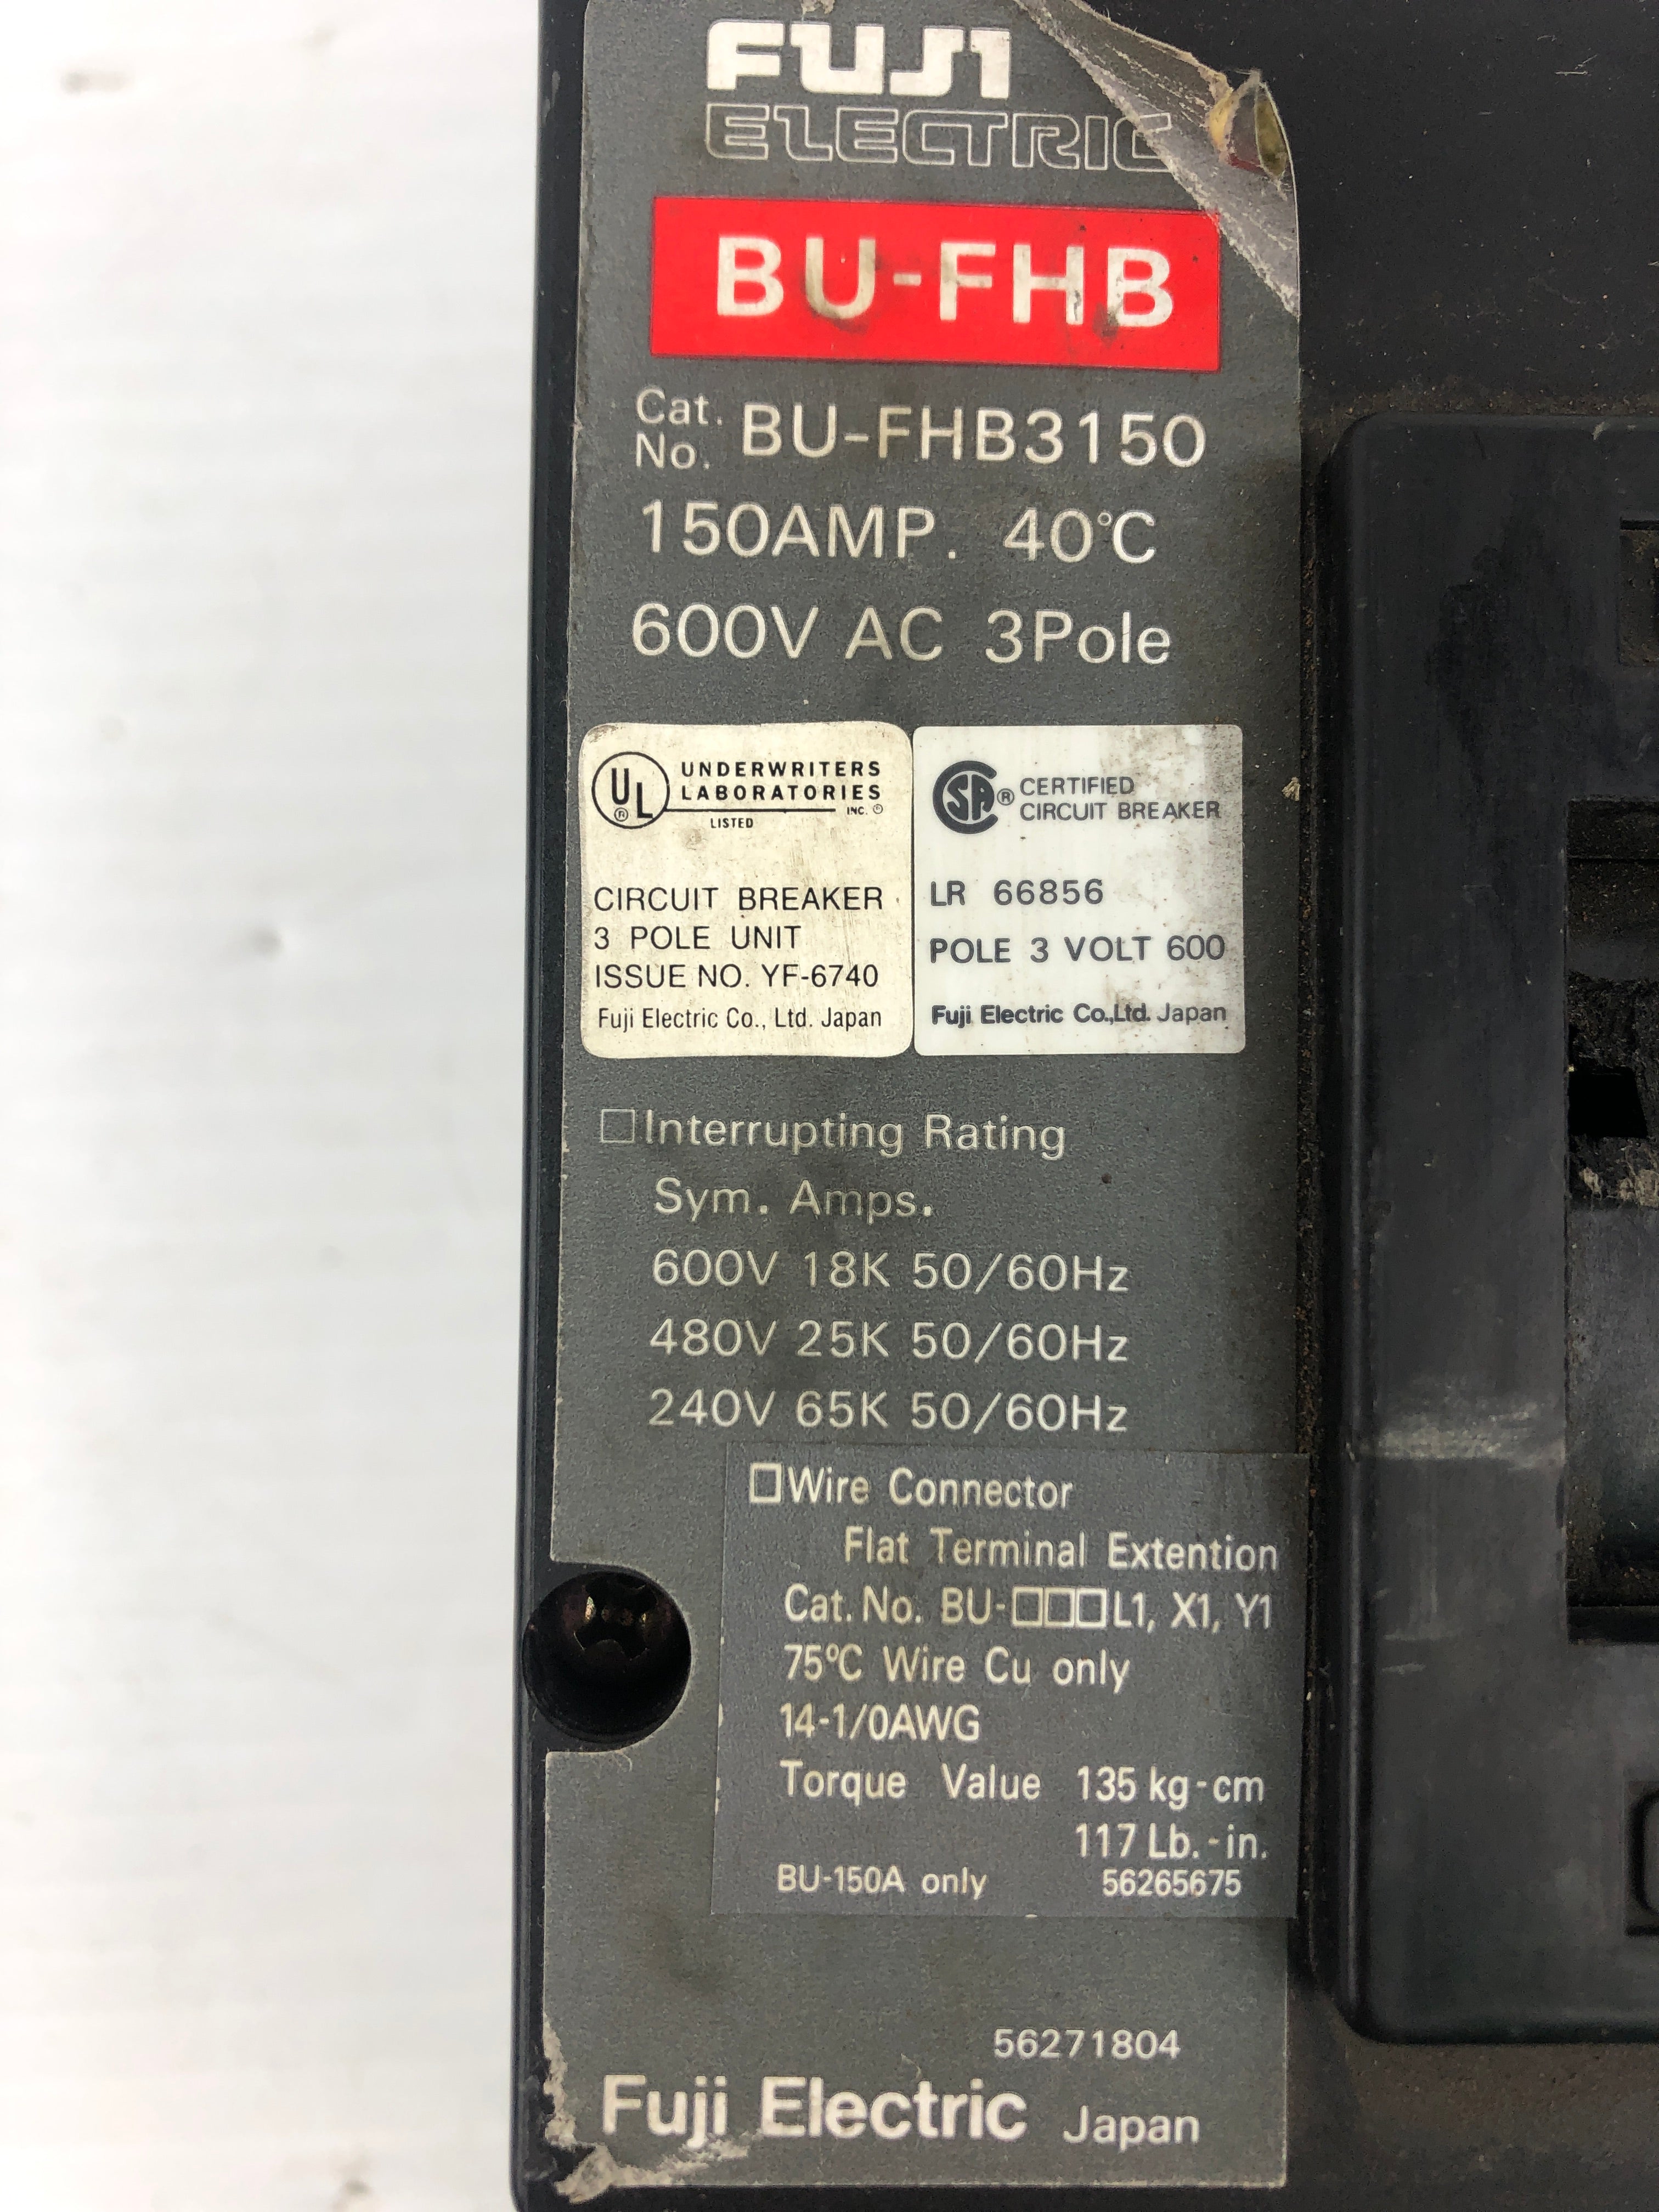 FUJI
ELECTRIC
BU-FHB
Cat. No. BU-FHB3150
150AMP. 40°C
600V AC 3Pole
UL ® UNDERWRITERS
LABORATORIES
INC. ®
LISTED
CIRCUIT BREAKER
3 POLE UNIT
ISSUE NO. YF-6740
Fuji Electric Co., Ltd. Japan
CSA ® CERTIFIED
CIRCUIT BREAKER
LR 66856
POLE 3 VOLT 600
Fuji Electric Co.,Ltd. Japan
□Interrupting Rating
Sym. Amps.
600V 18K 50/60Hz
480V 25K 50/60Hz
240V 65K 50/60Hz
□Wire Connector
Flat Terminal Extention
Cat. No. BU-□□□L1, X1, Y1
75°C Wire Cu only
14-1/0AWG
Torque Value 135 kg-cm
117 Lb.-in.
BU-150A only 56265675
56271804
Fuji Electric Japan